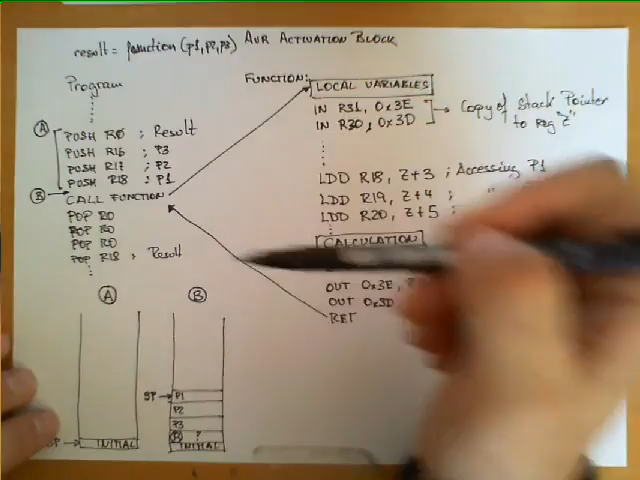 result = function(p1,p2,p3) AVR ACTIVATION BLOCK
Program
A
PUSH R0 ; Result
PUSH R16 ; P3
PUSH R17 ; P2
PUSH R18 ; P1
B CALL FUNCTION
POP R0
POP R0
POP R0
POP R18 ; Result
FUNCTION:
LOCAL VARIABLES
IN R31, 0x3E
IN R30, 0x3D
Copy of Stack Pointer
to Reg "Z"
LDD R18, Z+3 ; Accessing P1
LDD R19, Z+4 ; "
LDD R20, Z+5 ;
CALCULATION
OUT 0x3E,
OUT 0x3D
RET
A
B
SP
P1
P2
P3
?
SP
INITIAL
INITIAL